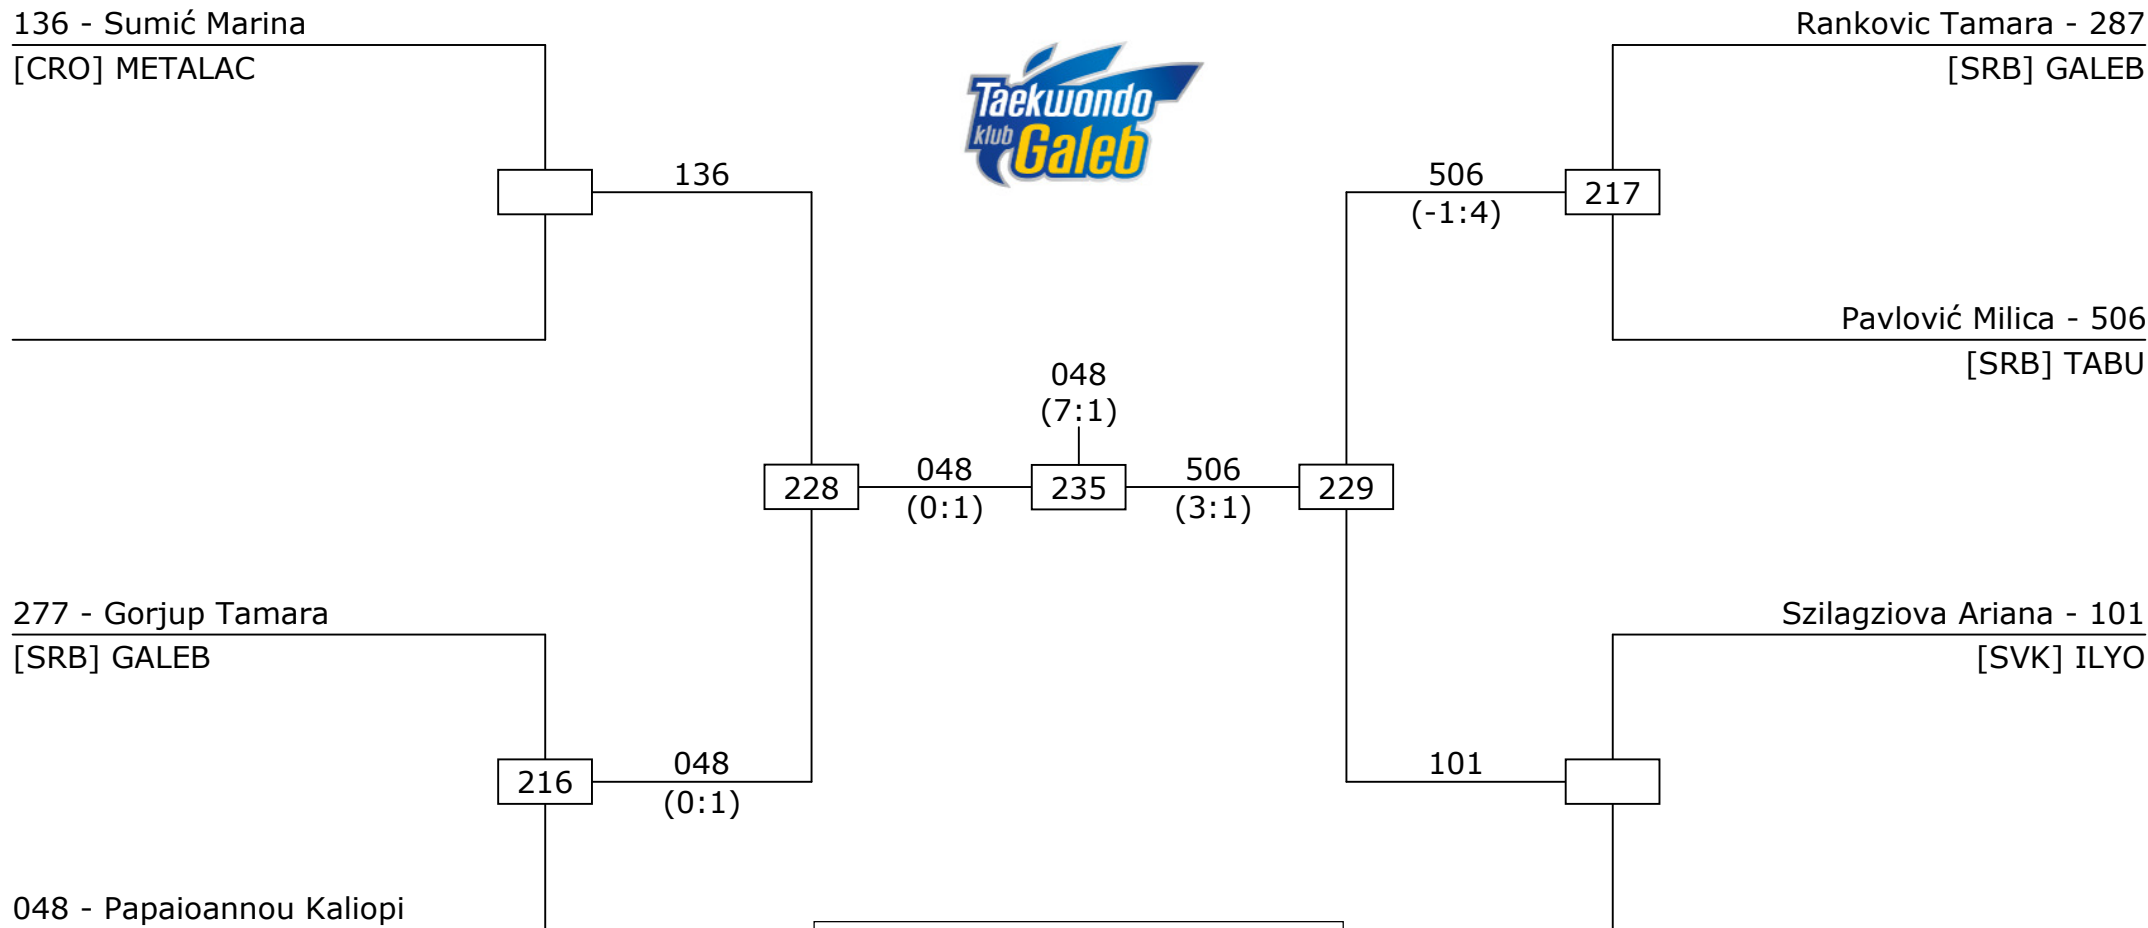 136 - Sumić Marina
[CRO] METALAC
Rankovic Tamara - 287
[SRB] GALEB
Taekwondo
klub Galeb
136
506
(-1:4)
217
Pavlović Milica - 506
[SRB] TABU
048
(7:1)
228
048
(0:1)
235
506
(3:1)
229
277 - Gorjup Tamara
[SRB] GALEB
Szilagziova Ariana - 101
[SVK] ILYO
216
048
(0:1)
101
048 - Papaioannou Kaliopi